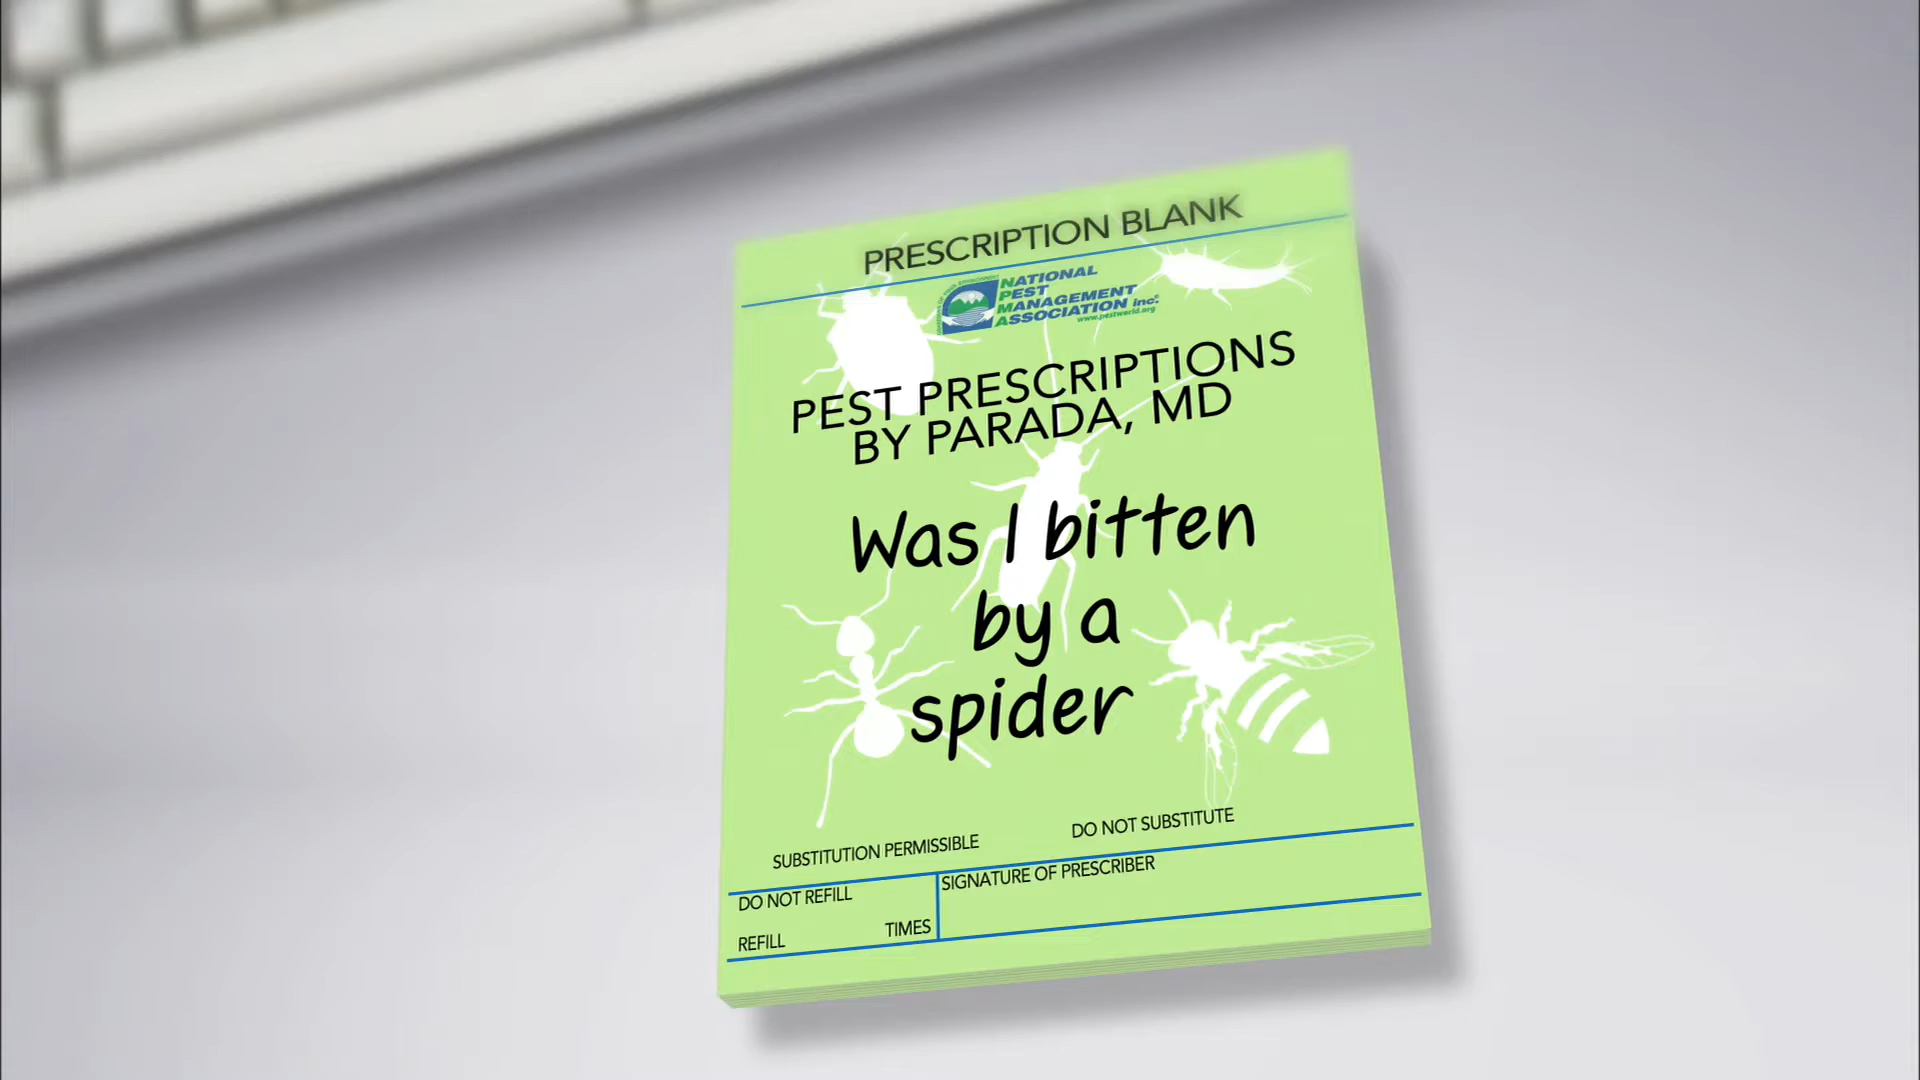 PRESCRIPTION BLANK
NATIONAL
PEST
MANAGEMENT
ASSOCIATION Inc.
www.pestworld.org
PEST PRESCRIPTIONS
BY PARADA, MD
Was I bitten
by a
spider
SUBSTITUTION PERMISSIBLE
DO NOT SUBSTITUTE
DO NOT REFILL
SIGNATURE OF PRESCRIBER
REFILL
TIMES